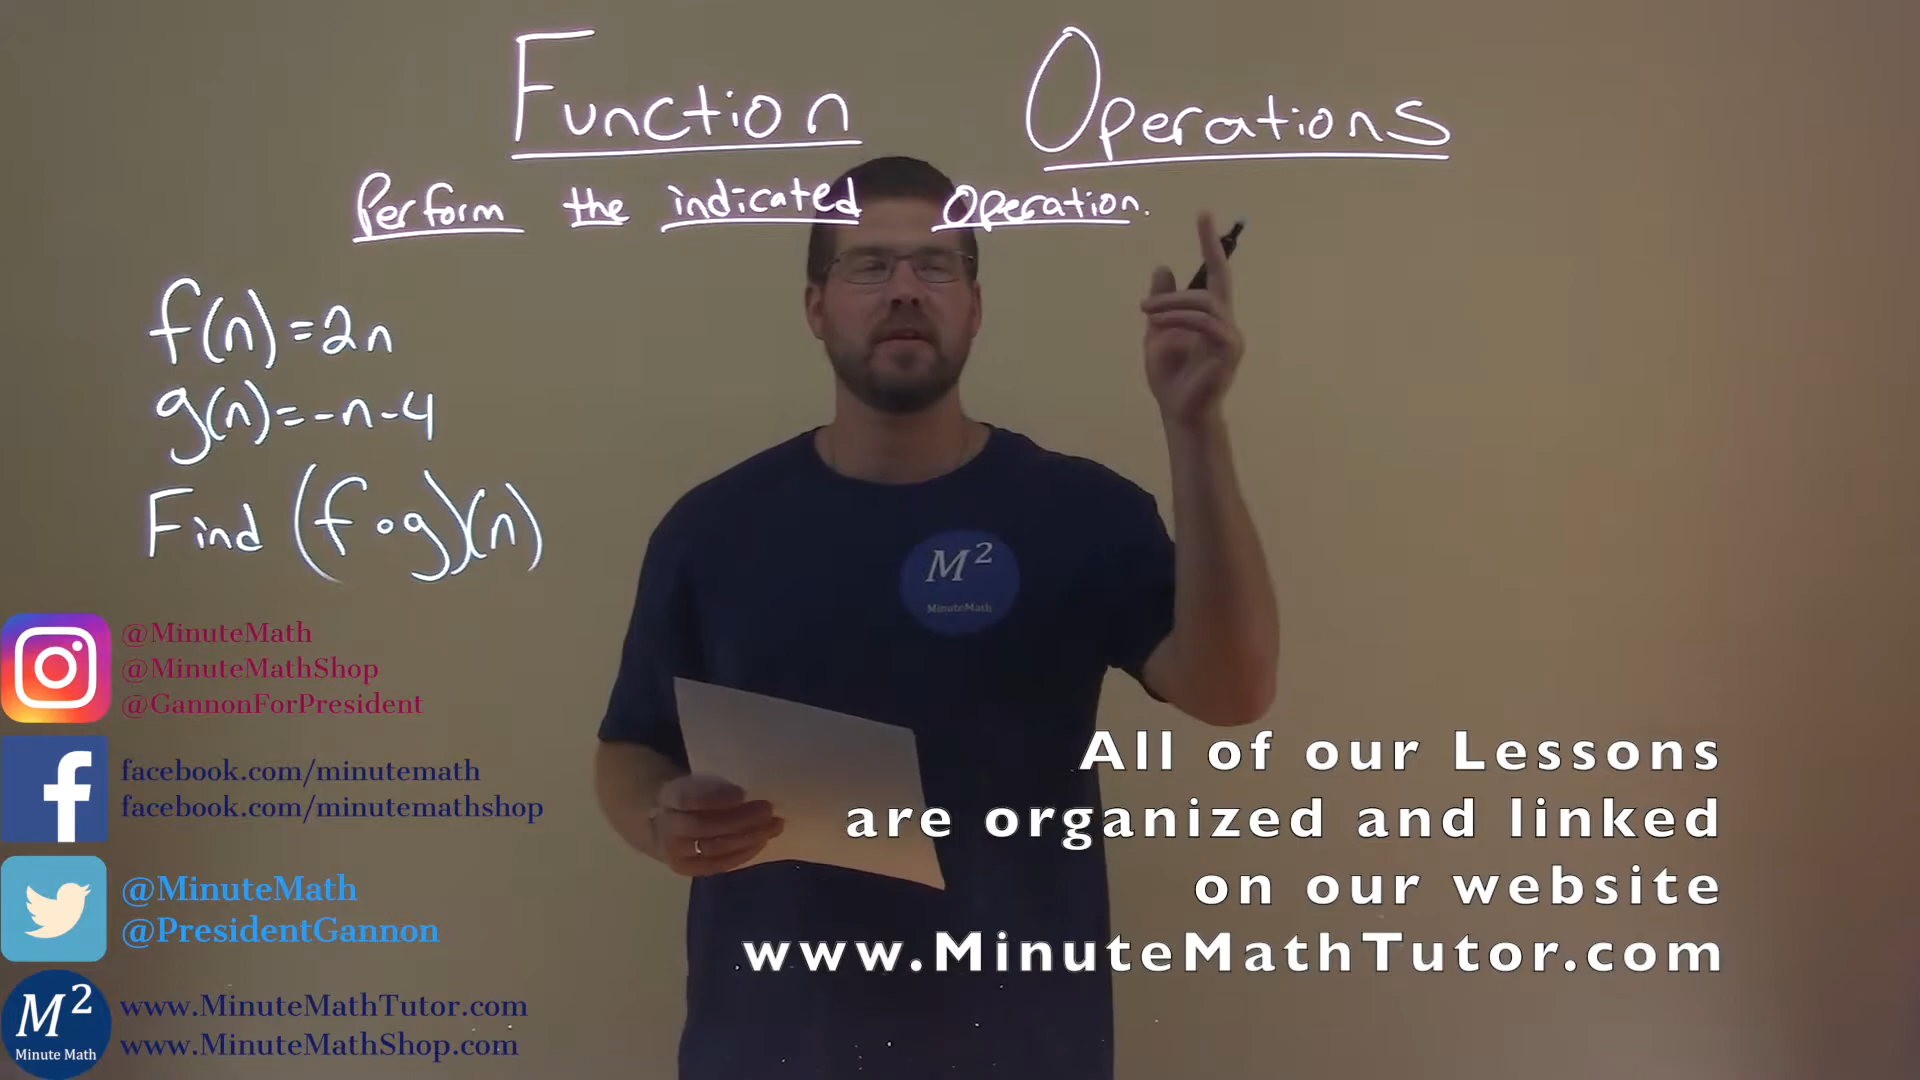 Function Operations
Perform the indicated Operation.
f(n)=2n
g(n)=-n-4
Find (f∘g)(n)
M²
MinuteMath
@MinuteMath
@MinuteMathShop
@GannonForPresident
facebook.com/minutemath
facebook.com/minutemathshop
@MinuteMath
@PresidentGannon
M²
Minute Math
www.MinuteMathTutor.com
www.MinuteMathShop.com
All of our Lessons
are organized and linked
on our website
www.MinuteMathTutor.com